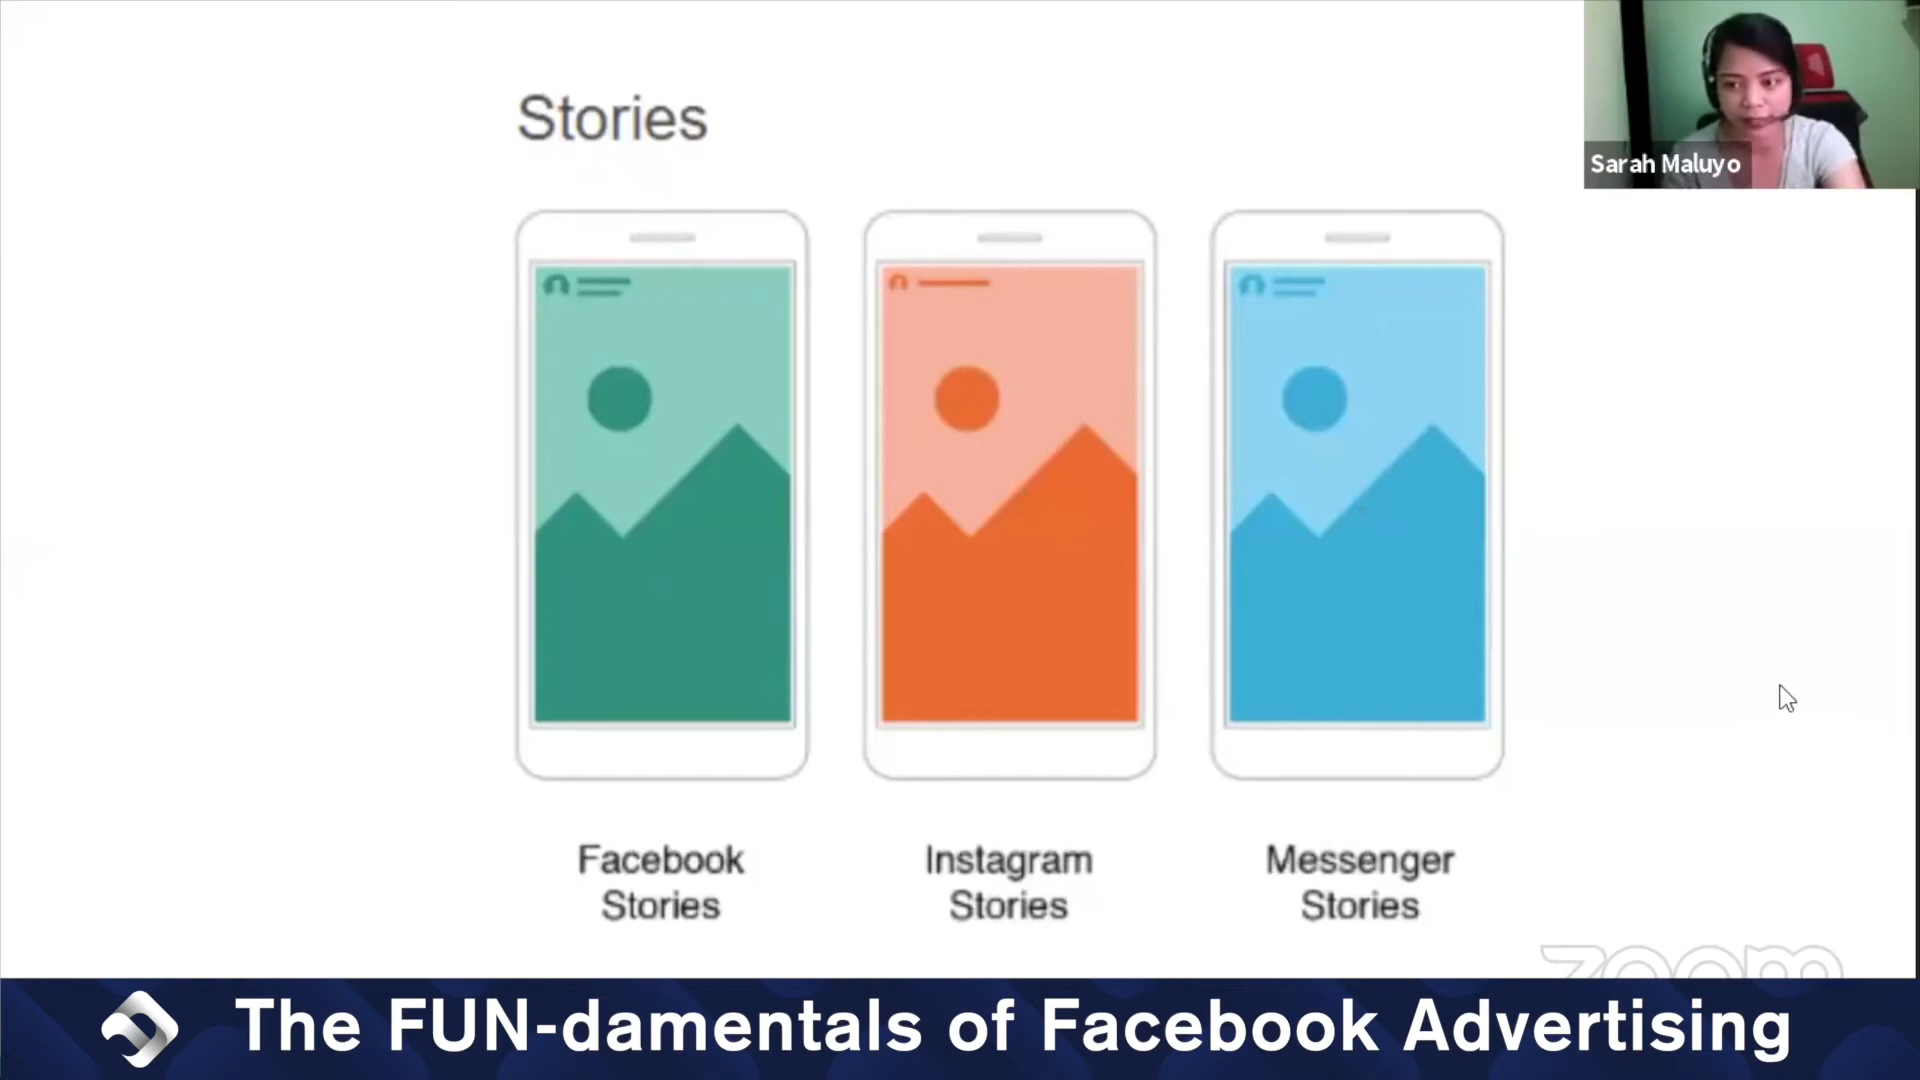 Stories
Sarah Maluyo
Facebook
Stories
Instagram
Stories
Messenger
Stories
zoom
The FUN-damentals of Facebook Advertising